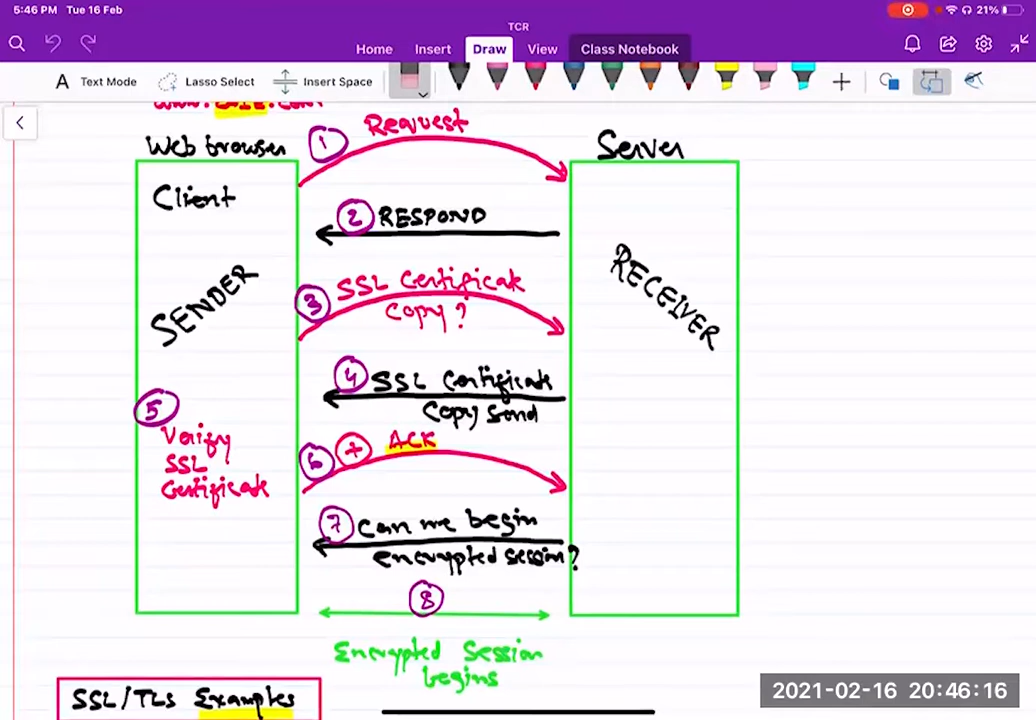 5:46 PM Tue 16 Feb
21%
TCR
Home Insert Draw View Class Notebook
A Text Mode Lasso Select Insert Space
Web browser
Server
1 Request
Client
2 RESPOND
SENDER
RECEIVER
3 SSL Certificate
Copy?
4 SSL Certificate
Copy Send
5
Verify
SSL
Certificate
6 + ACK
7 Can we begin
encrypted session?
8
Encrypted Session
begins
SSL/TLS Examples
2021-02-16 20:46:16